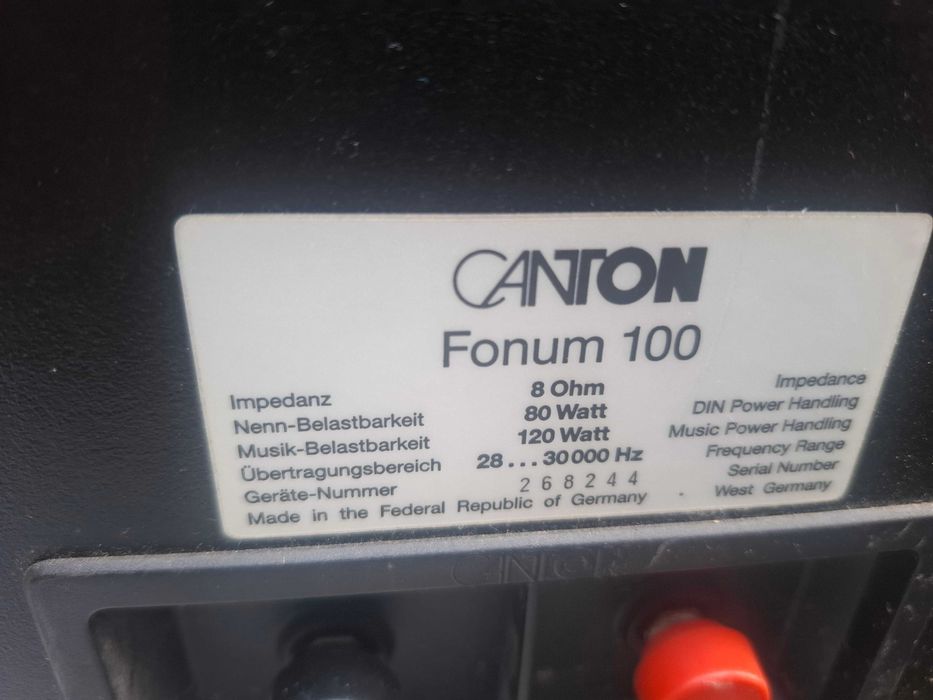 CANTON
Fonum 100
Impedanz 8 Ohm Impedance
Nenn-Belastbarkeit 80 Watt DIN Power Handling
Musik-Belastbarkeit 120 Watt Music Power Handling
Übertragungsbereich 28...30 000 Hz Frequency Range
Geräte-Nummer 268244 Serial Number
Made in the Federal Republic of Germany . West Germany
CANTON